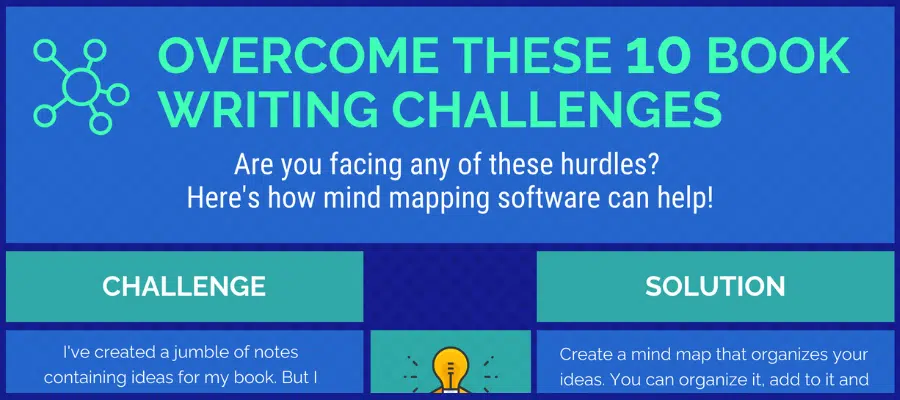 OVERCOME THESE 10 BOOK
WRITING CHALLENGES
Are you facing any of these hurdles?
Here's how mind mapping software can help!
CHALLENGE
SOLUTION
I've created a jumble of notes
containing ideas for my book. But I
Create a mind map that organizes your
ideas. You can organize it, add to it and